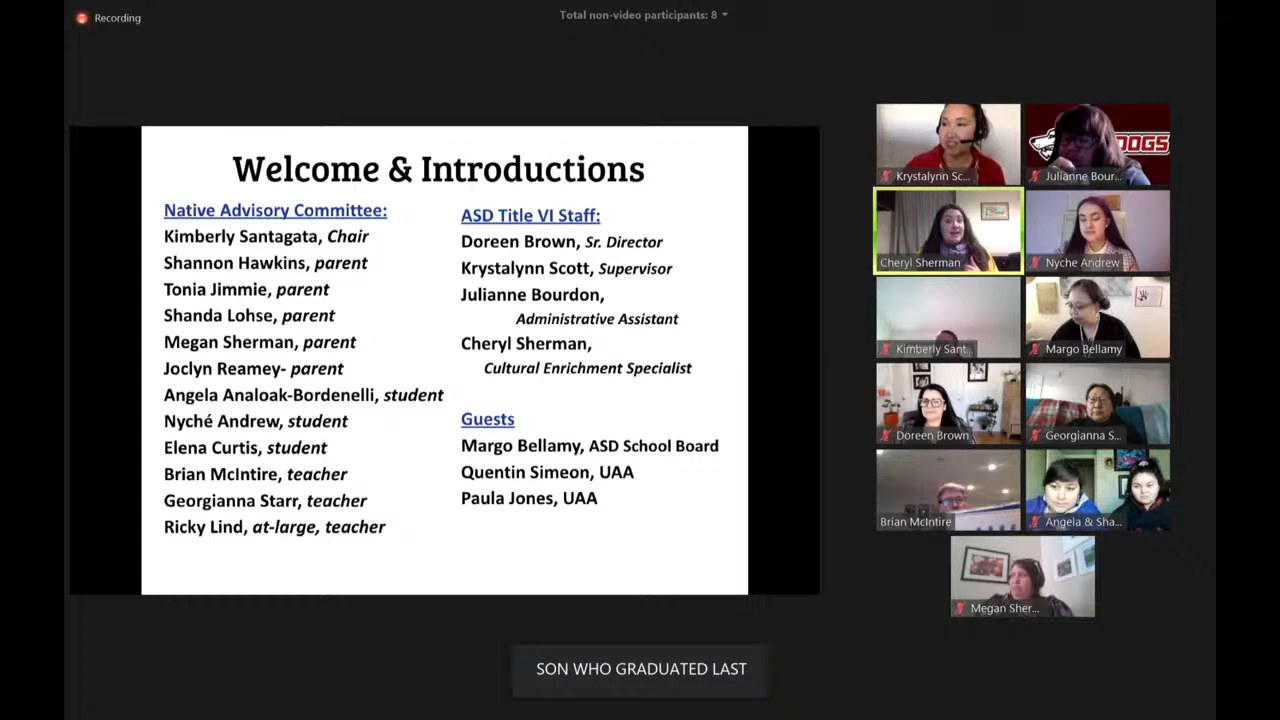 Recording
Total non-video participants: 8
Welcome & Introductions
Native Advisory Committee:
Kimberly Santagata, Chair
Shannon Hawkins, parent
Tonia Jimmie, parent
Shanda Lohse, parent
Megan Sherman, parent
Joclyn Reamey- parent
Angela Analoak-Bordenelli, student
Nyché Andrew, student
Elena Curtis, student
Brian McIntire, teacher
Georgianna Starr, teacher
Ricky Lind, at-large, teacher
ASD Title VI Staff:
Doreen Brown, Sr. Director
Krystalynn Scott, Supervisor
Julianne Bourdon,
Administrative Assistant
Cheryl Sherman,
Cultural Enrichment Specialist
Guests
Margo Bellamy, ASD School Board
Quentin Simeon, UAA
Paula Jones, UAA
Krystalynn Sc...
DOGS
Julianne Bour...
Cheryl Sherman
Nyche Andrew
Kimberly Sant...
Margo Bellamy
Doreen Brown
Georgianna S...
Brian McIntire
Angela & Sha...
Megan Sher...
SON WHO GRADUATED LAST